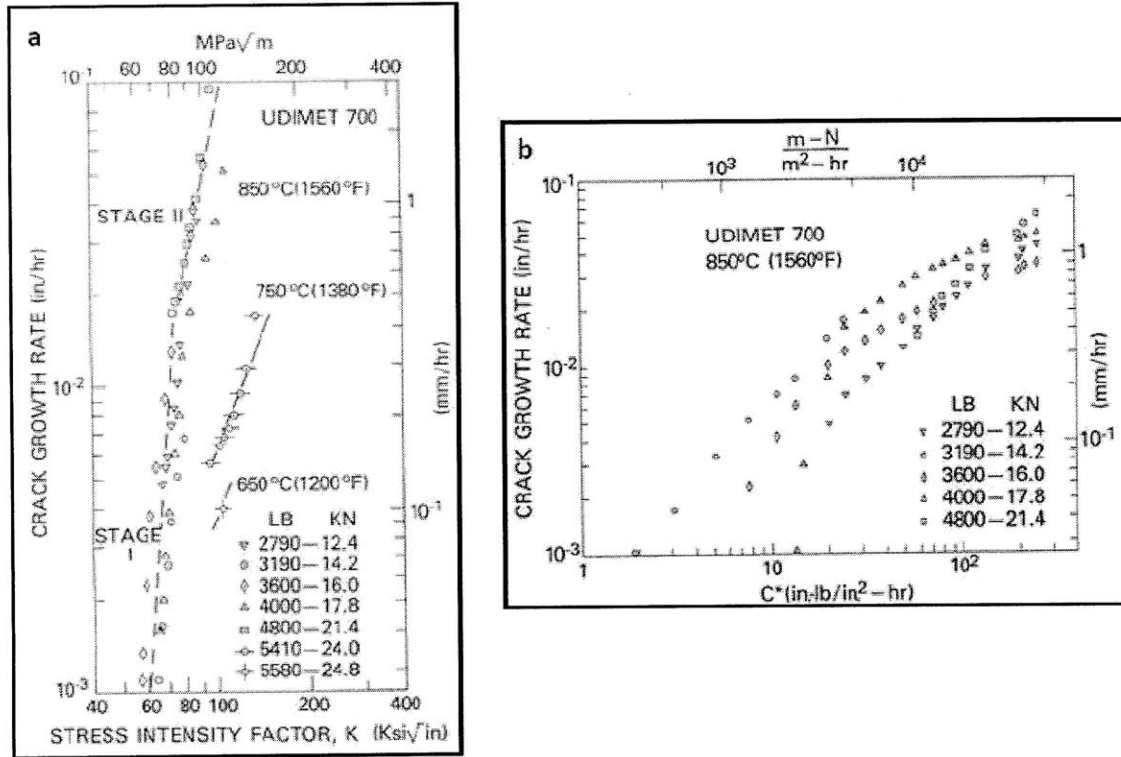 a
MPa√m
60 80 100 200 400
10⁻¹
UDIMET 700
850°C(1560°F)
STAGE II
1
750°C(1380°F)
CRACK GROWTH RATE (in/hr)
10⁻²
(mm/hr)
650°C(1200°F)
10⁻¹
STAGE
I
LB KN
2790—12.4
3190—14.2
3600—16.0
4000—17.8
4800—21.4
5410—24.0
5580—24.8
10⁻³
40 60 80 100 200 400
STRESS INTENSITY FACTOR, K (Ksi√in)
b
m-N
m²-hr
10³ 10⁴
10⁻¹
UDIMET 700
850°C (1560°F)
1
CRACK GROWTH RATE (in/hr)
10⁻²
(mm/hr)
10⁻¹
LB KN
2790—12.4
3190—14.2
3600—16.0
4000—17.8
4800—21.4
10⁻³
1 10 10²
C*(in-lb/in²-hr)